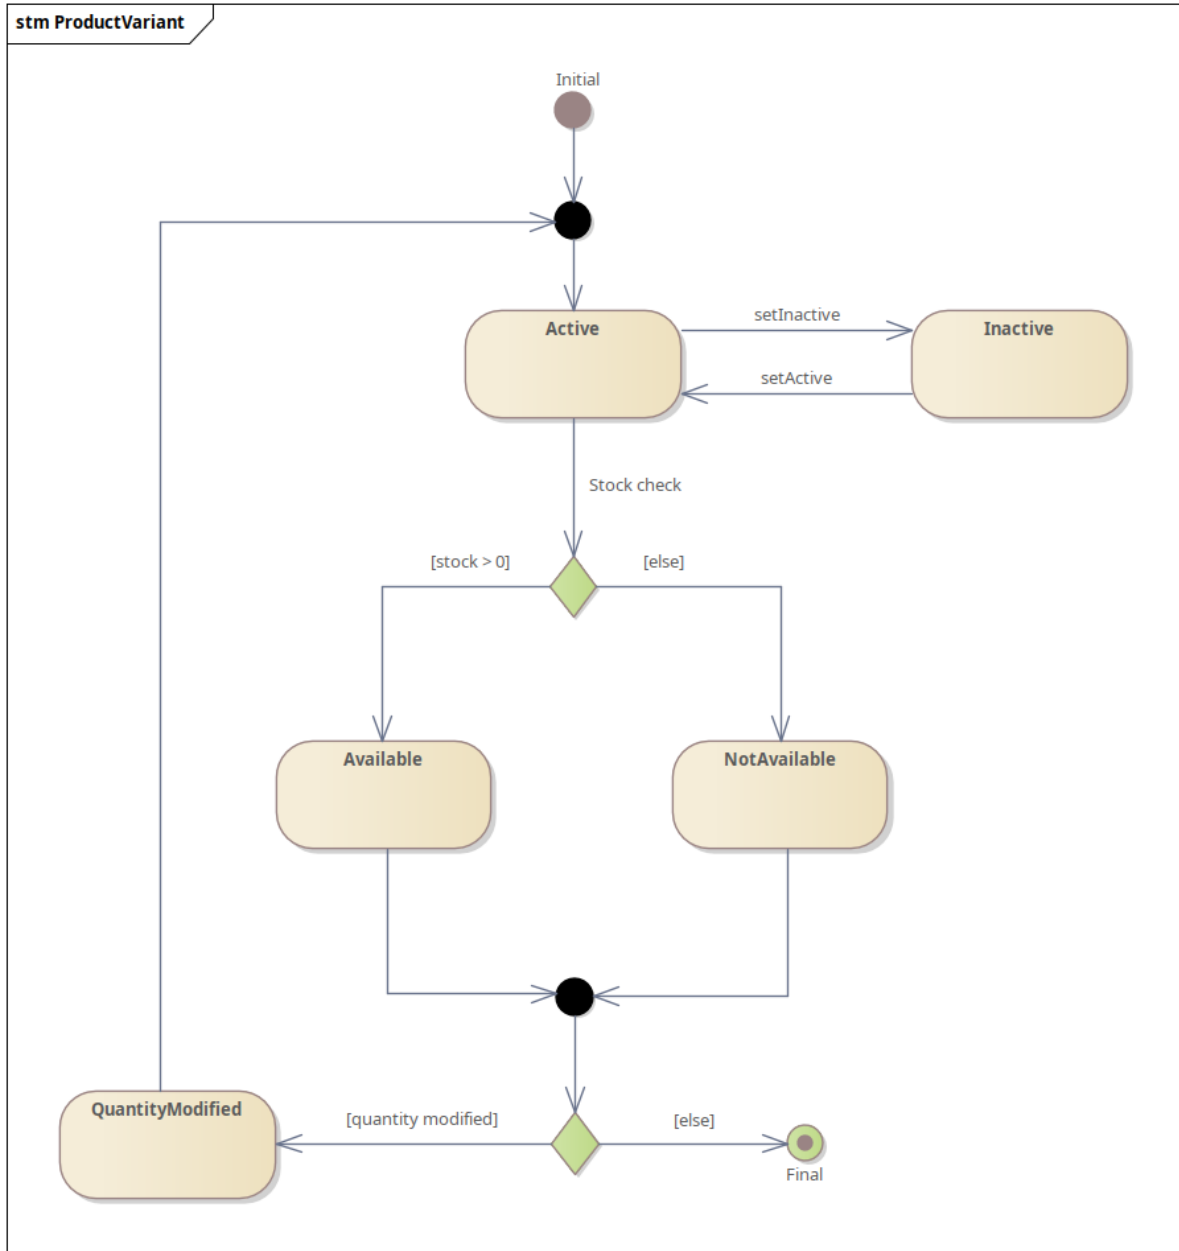 stm ProductVariant
Initial
Active
setInactive
Inactive
setActive
Stock check
[stock > 0]
[else]
Available
NotAvailable
QuantityModified
[quantity modified]
[else]
Final